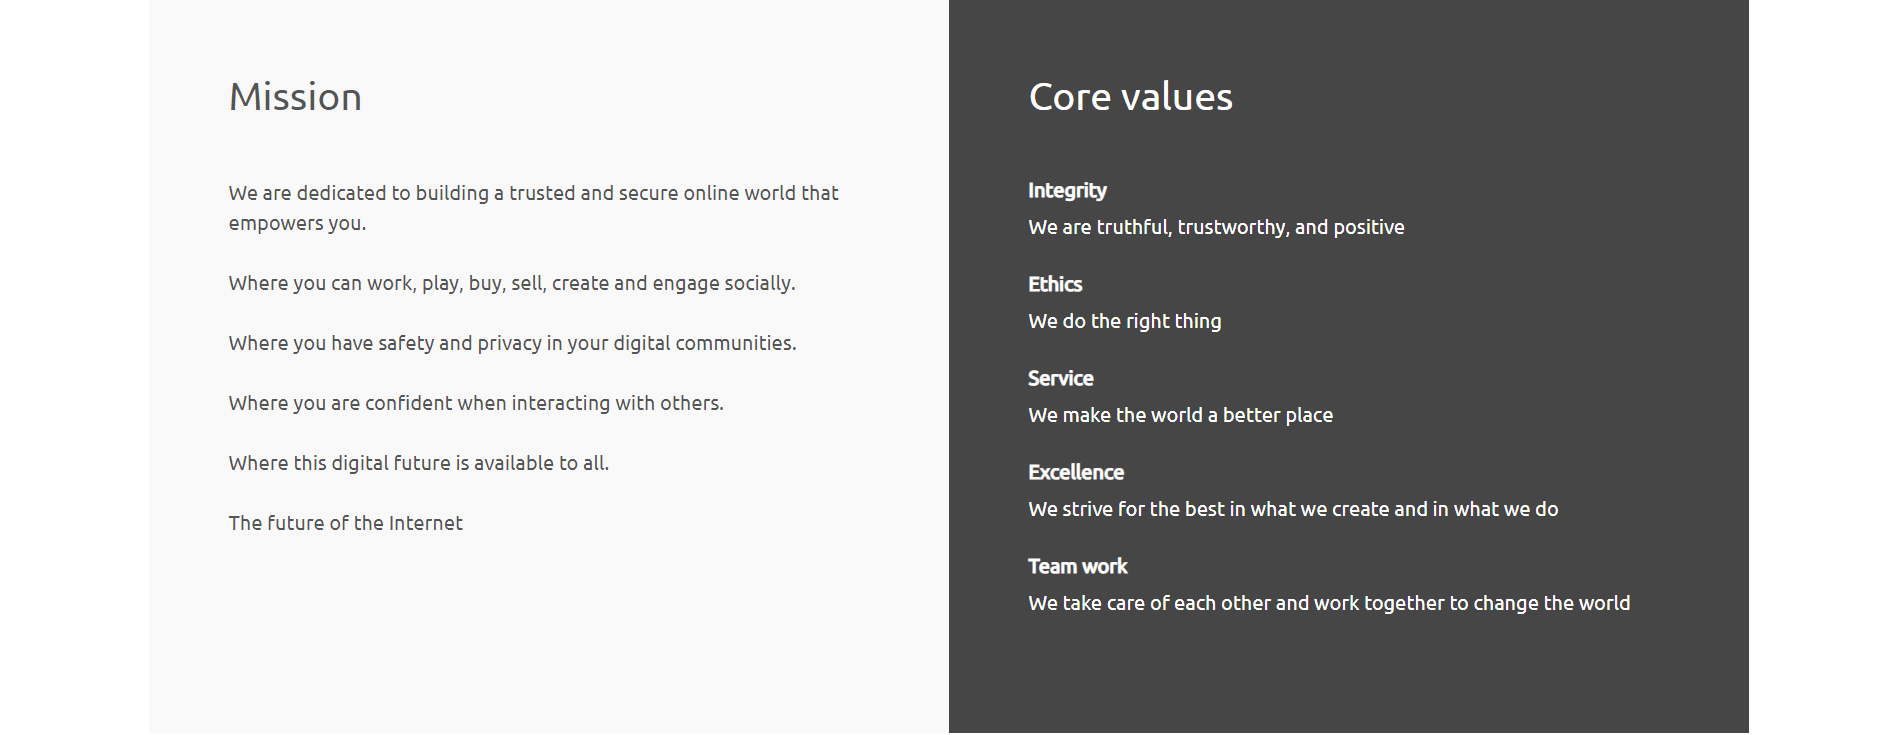 Mission
We are dedicated to building a trusted and secure online world that
empowers you.
Where you can work, play, buy, sell, create and engage socially.
Where you have safety and privacy in your digital communities.
Where you are confident when interacting with others.
Where this digital future is available to all.
The future of the Internet
Core values
Integrity
We are truthful, trustworthy, and positive
Ethics
We do the right thing
Service
We make the world a better place
Excellence
We strive for the best in what we create and in what we do
Team work
We take care of each other and work together to change the world